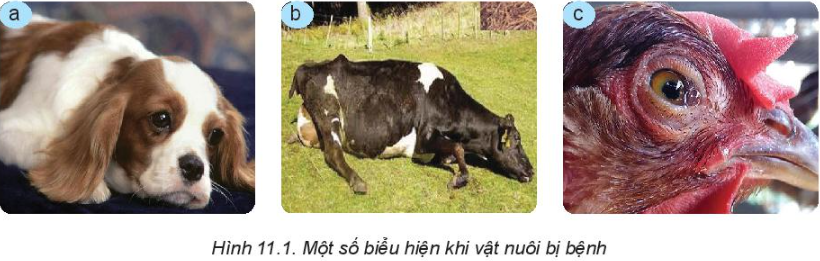 a
b
c
Hình 11.1. Một số biểu hiện khi vật nuôi bị bệnh